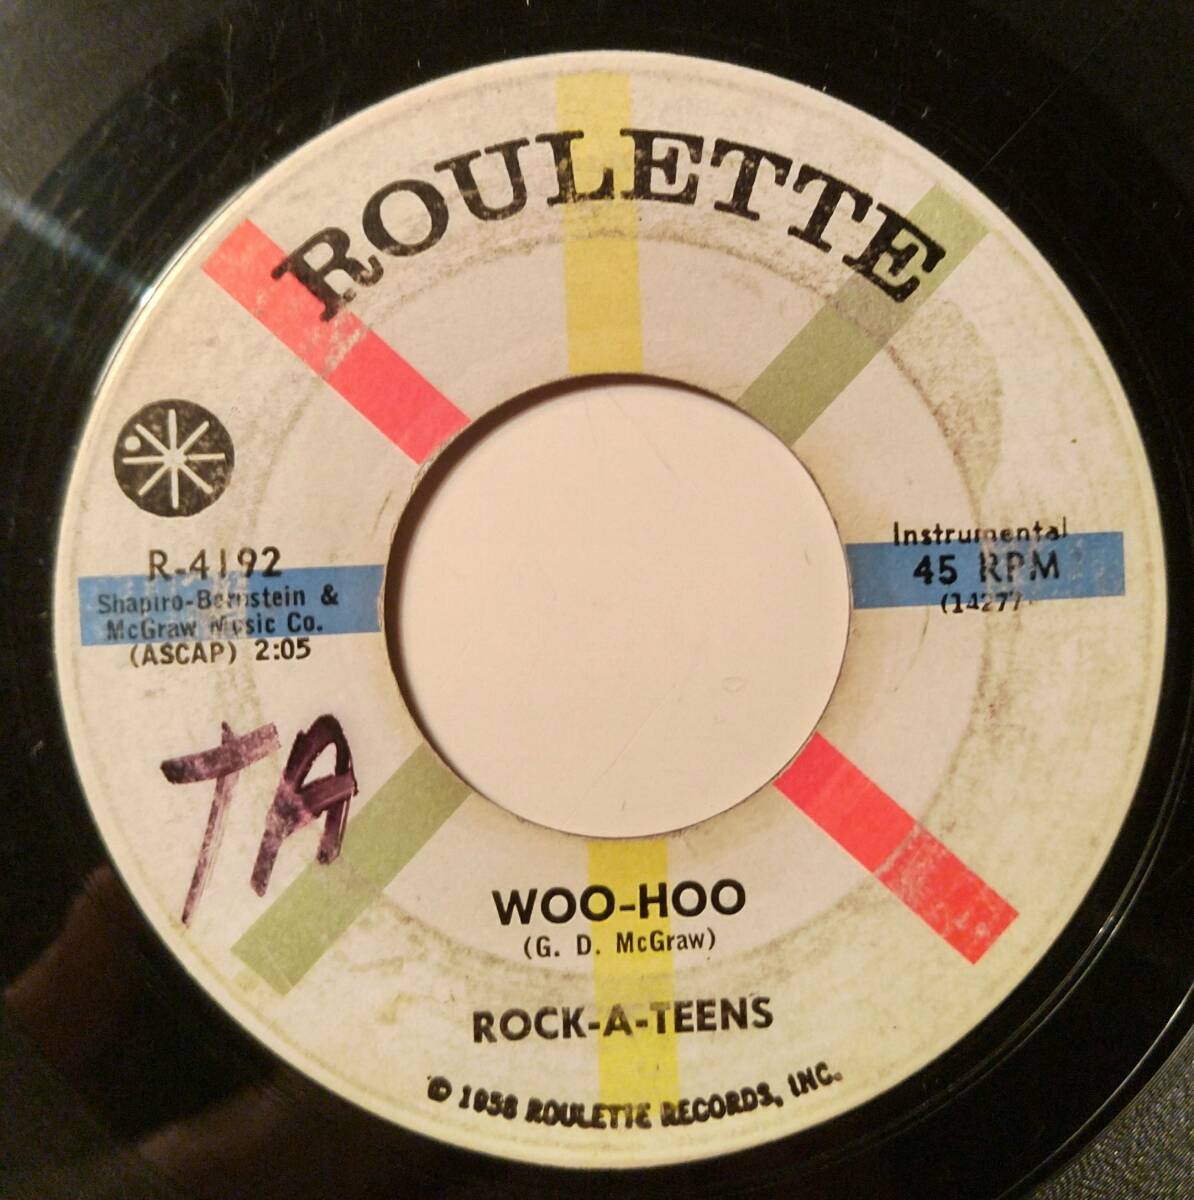 ROULETTE
R-4192
Shapiro-Bernstein &
McGraw Music Co.
(ASCAP) 2:05
Instrumental
45 RPM
(14277)
TA
WOO-HOO
(G. D. McGraw)
ROCK-A-TEENS
© 1958 ROULETTE RECORDS, INC.